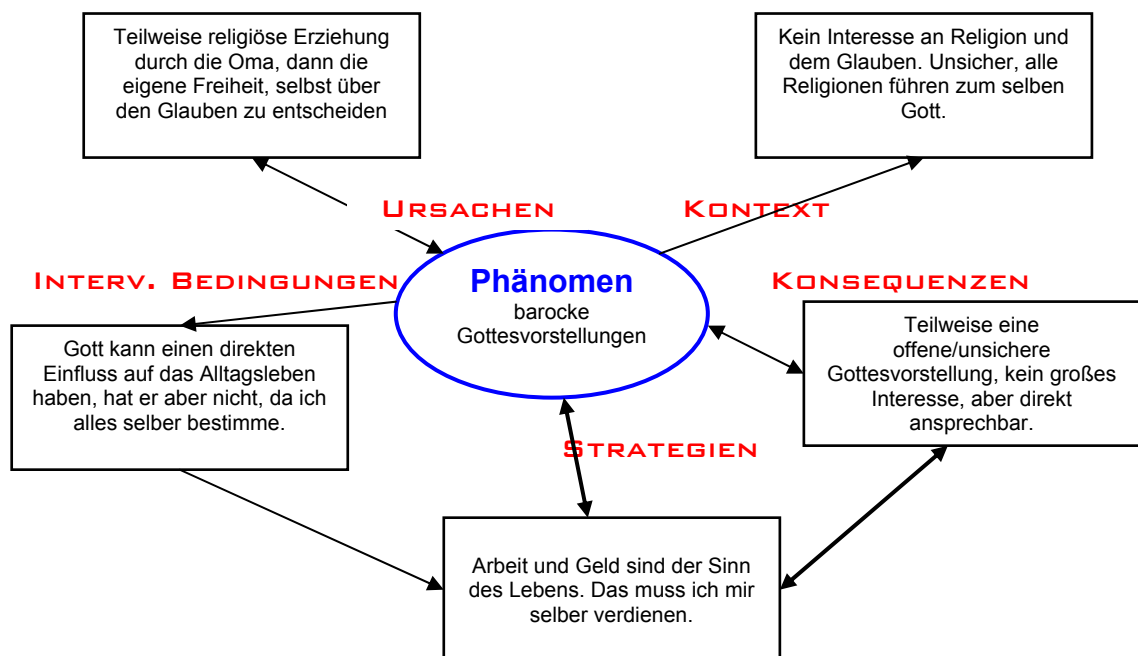 Teilweise religiöse Erziehung
durch die Oma, dann die
eigene Freiheit, selbst über
den Glauben zu entscheiden
Kein Interesse an Religion und
dem Glauben. Unsicher, alle
Religionen führen zum selben
Gott.
URSACHEN
KONTEXT
INTERV. BEDINGUNGEN
Phänomen
barocke
Gottesvorstellungen
KONSEQUENZEN
Gott kann einen direkten
Einfluss auf das Alltagsleben
haben, hat er aber nicht, da ich
alles selber bestimme.
Teilweise eine
offene/unsichere
Gottesvorstellung, kein großes
Interesse, aber direkt
ansprechbar.
STRATEGIEN
Arbeit und Geld sind der Sinn
des Lebens. Das muss ich mir
selber verdienen.